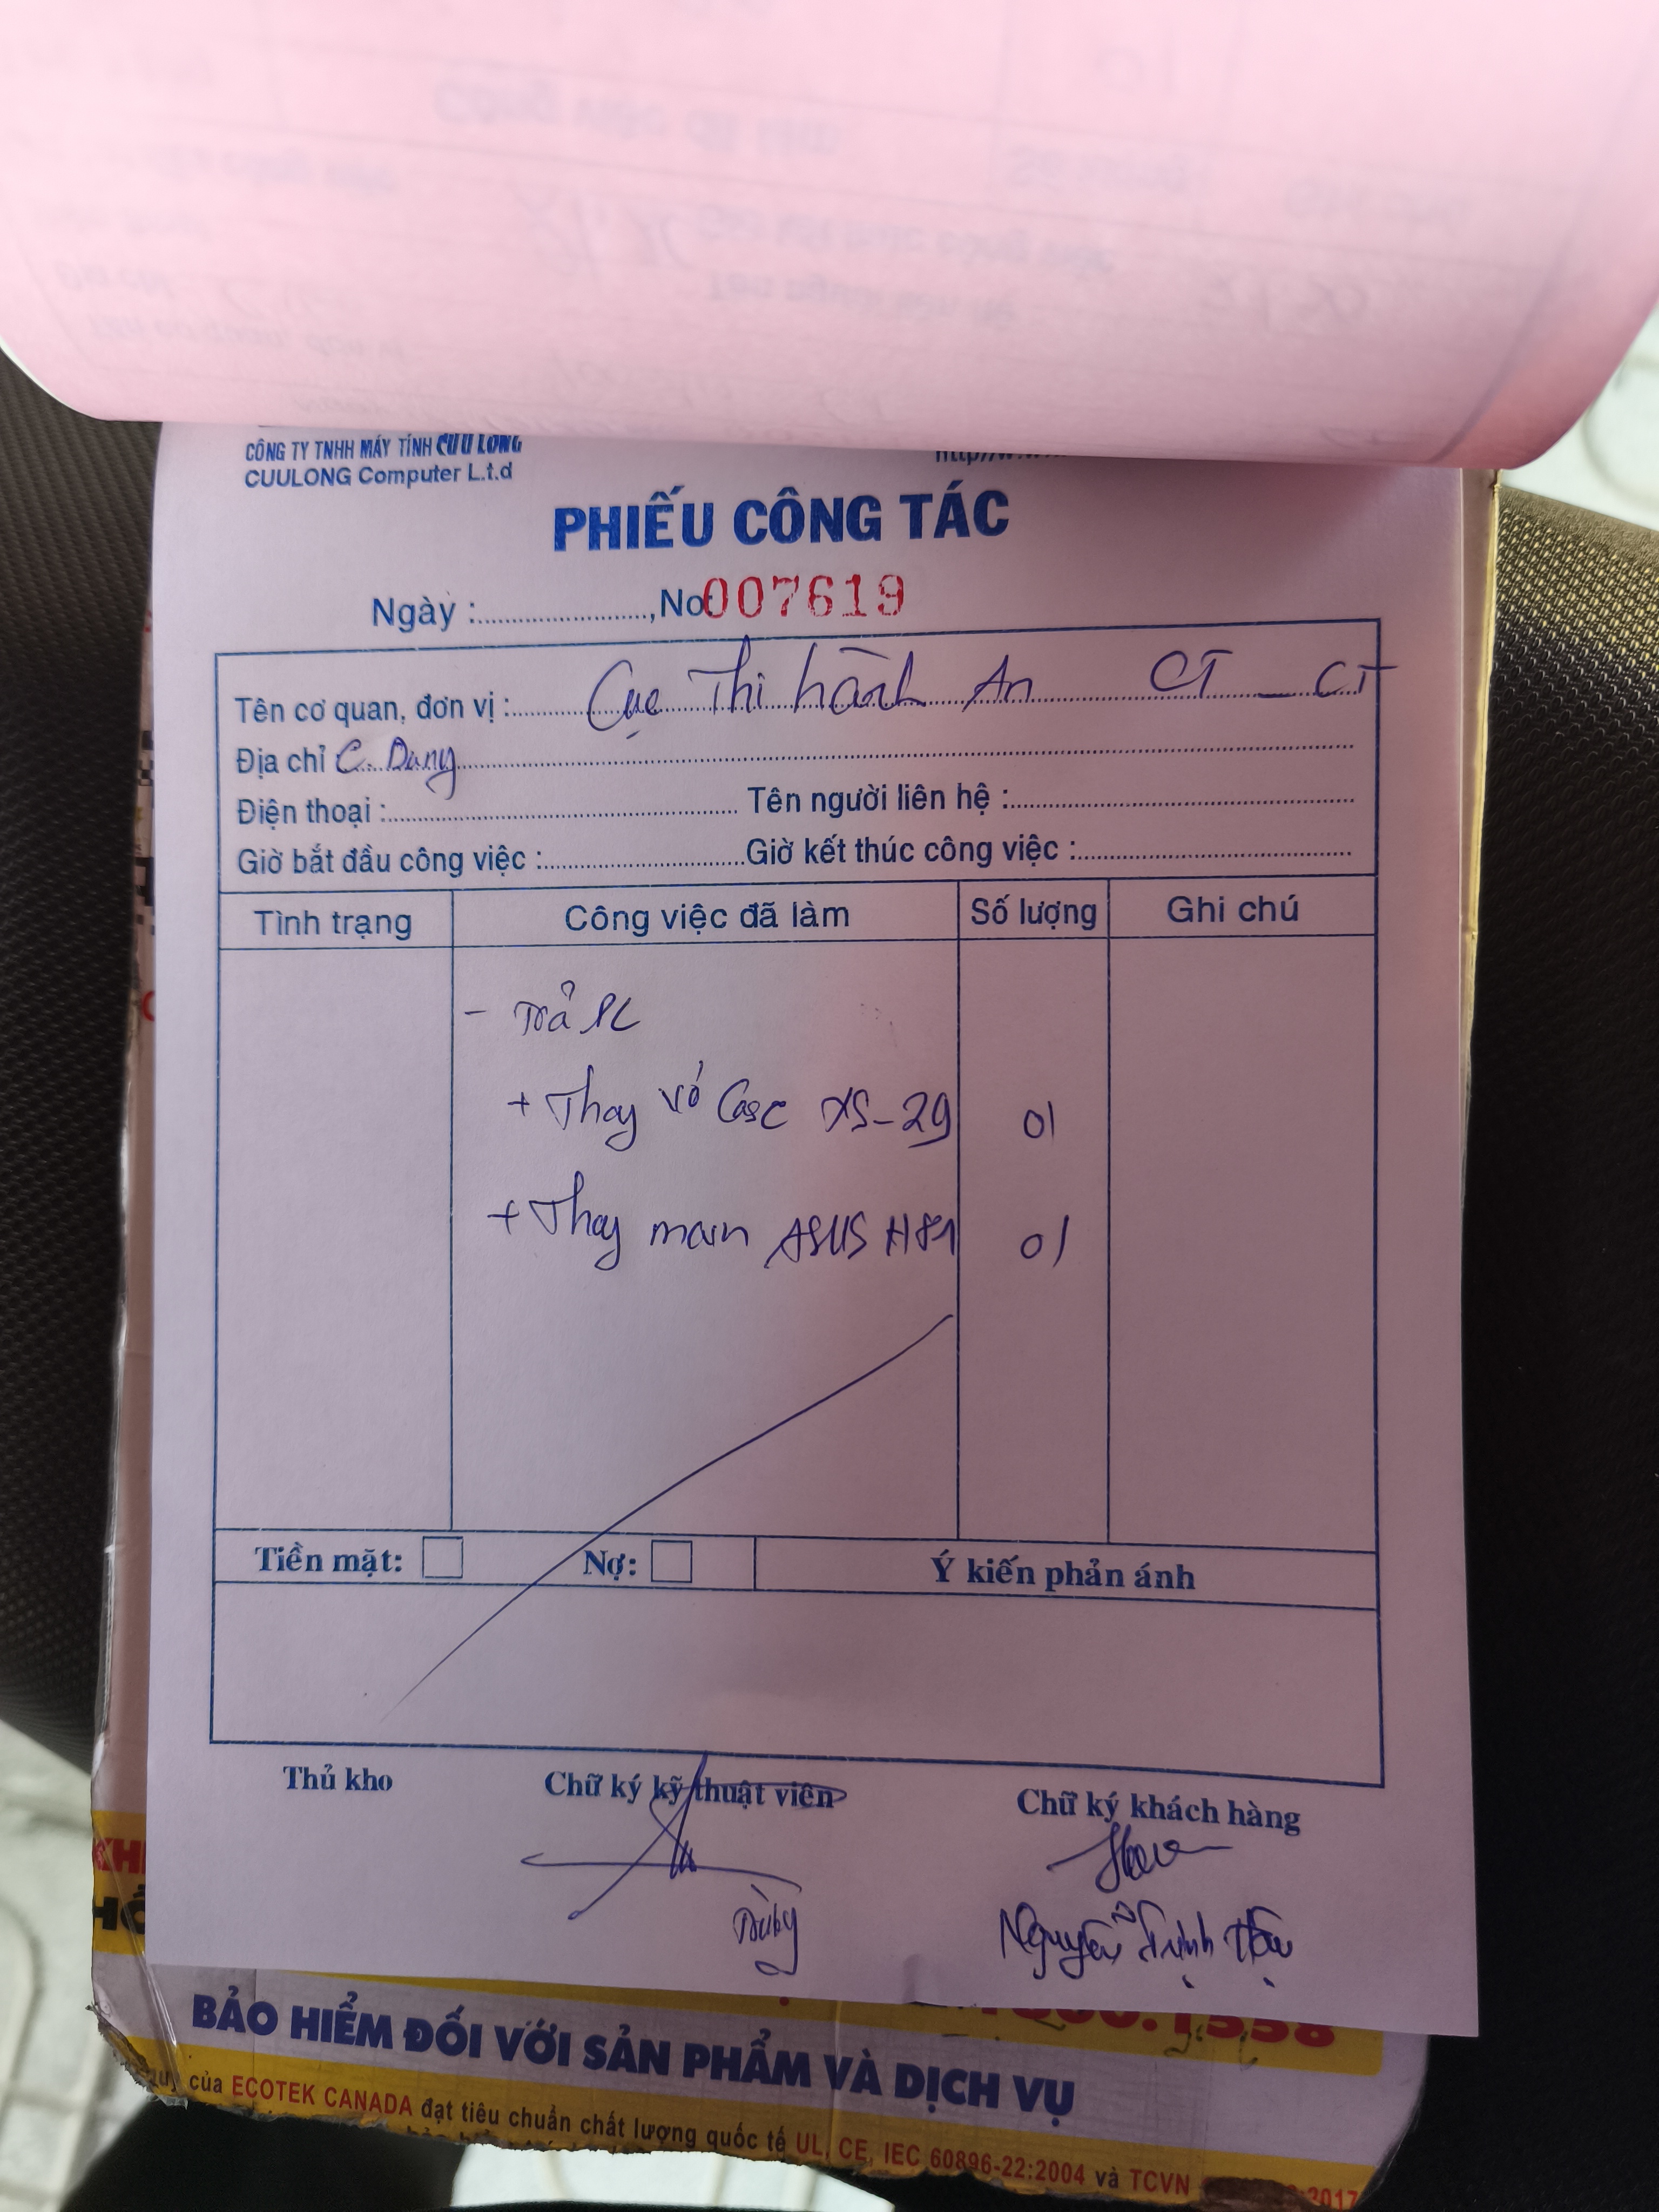 CÔNG TY TNHH MÁY TÍNH CUU LONG
CUULONG Computer L.t.d
PHIẾU CÔNG TÁC
Ngày : , No: 007619
Tên cơ quan, đơn vị : Cục Thi hành An CT - CT
Địa chỉ C. Dung
Điện thoại : Tên người liên hệ :
Giờ bắt đầu công việc : Giờ kết thúc công việc :
Tình trạng Công việc đã làm Số lượng Ghi chú
- Trả PC
+ Thay vỏ Case XS-29 01
+ Thay main ASUS H81 01
Tiền mặt: Nợ: Ý kiến phản ánh
Thủ kho Chữ ký kỹ thuật viên Chữ ký khách hàng
Nguyễn Trịnh
BẢO HIỂM ĐỐI VỚI SẢN PHẨM VÀ DỊCH VỤ
của ECOTEK CANADA đạt tiêu chuẩn chất lượng quốc tế UL, CE, IEC 60896-22:2004 và TCVN